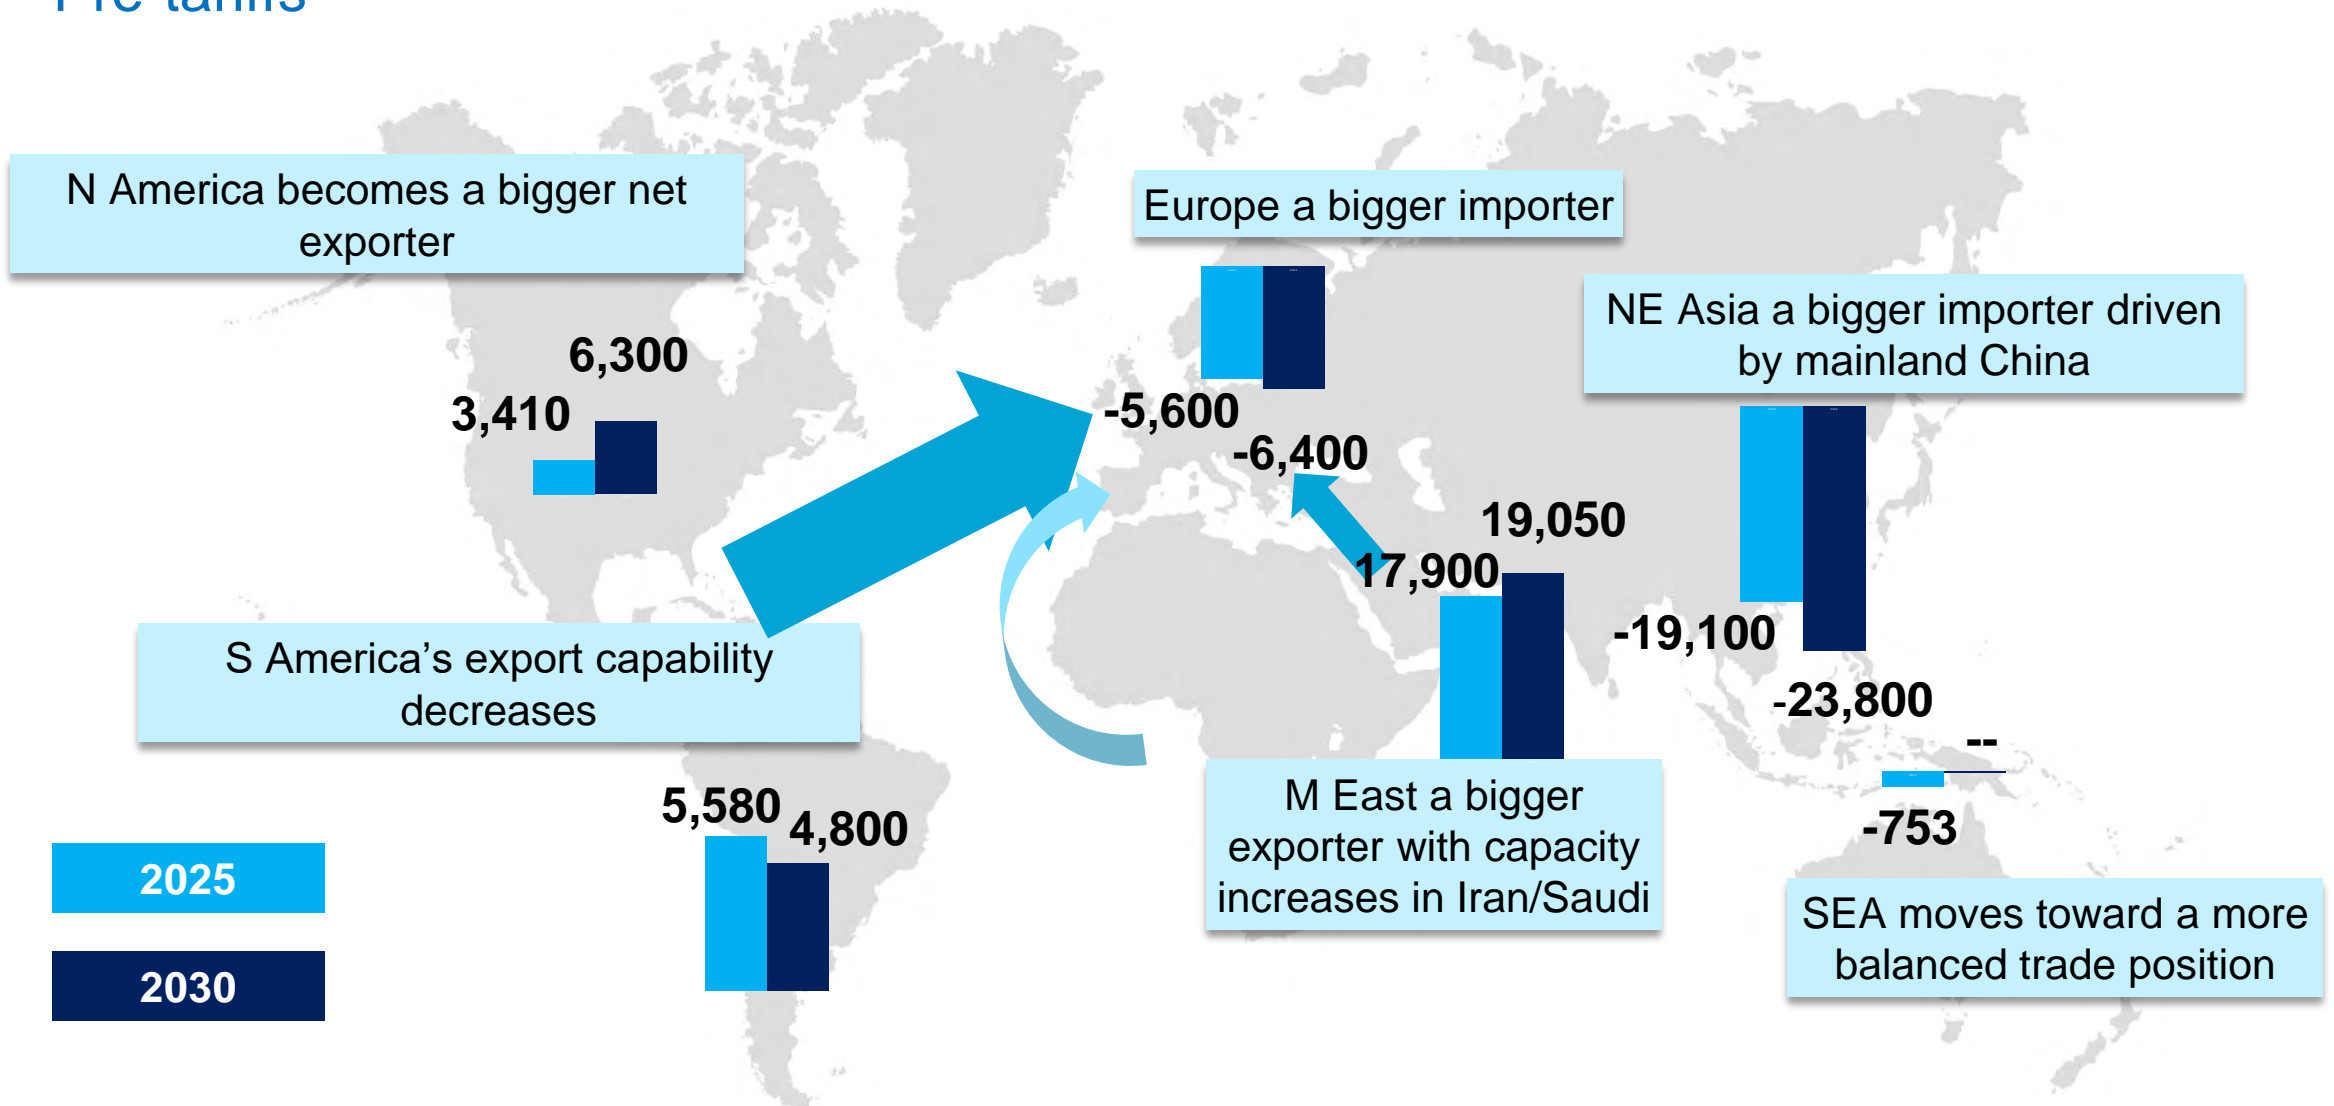 N America becomes a bigger net
exporter
Europe a bigger importer
NE Asia a bigger importer driven
by mainland China
6,300
3,410
-5,600
-6,400
19,050
17,900
-19,100
-23,800
S America’s export capability
decreases
5,580
4,800
M East a bigger
exporter with capacity
increases in Iran/Saudi
--
-753
SEA moves toward a more
balanced trade position
2025
2030